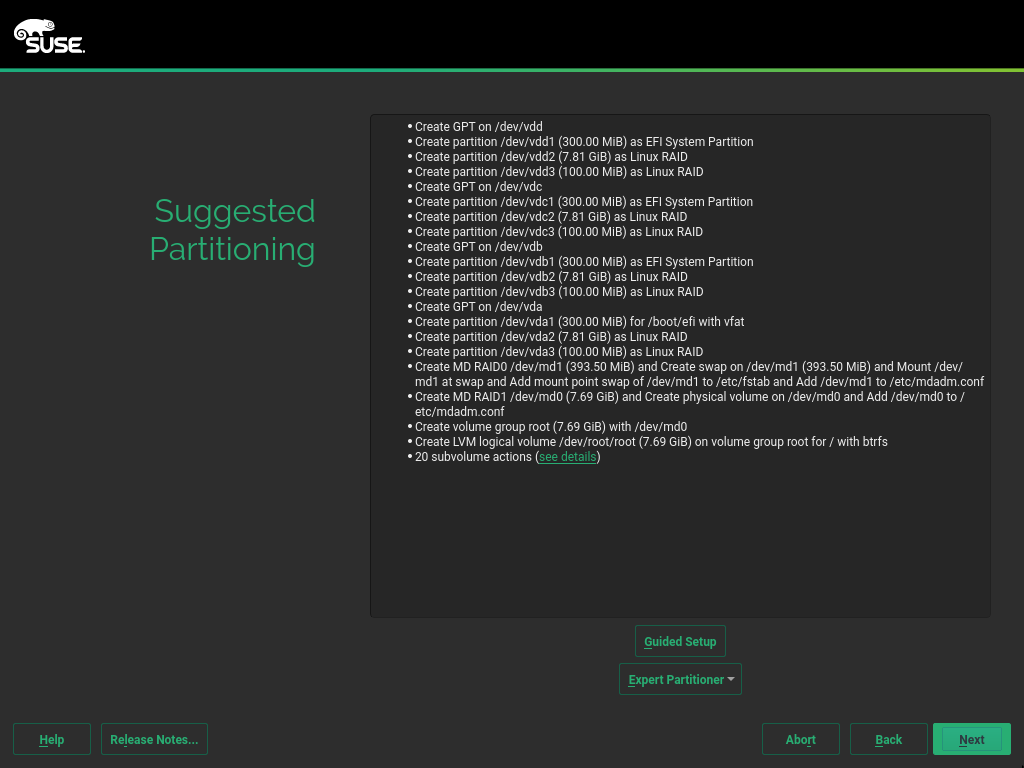 SUSE.
Suggested
Partitioning
• Create GPT on /dev/vdd
• Create partition /dev/vdd1 (300.00 MiB) as EFI System Partition
• Create partition /dev/vdd2 (7.81 GiB) as Linux RAID
• Create partition /dev/vdd3 (100.00 MiB) as Linux RAID
• Create GPT on /dev/vdc
• Create partition /dev/vdc1 (300.00 MiB) as EFI System Partition
• Create partition /dev/vdc2 (7.81 GiB) as Linux RAID
• Create partition /dev/vdc3 (100.00 MiB) as Linux RAID
• Create GPT on /dev/vdb
• Create partition /dev/vdb1 (300.00 MiB) as EFI System Partition
• Create partition /dev/vdb2 (7.81 GiB) as Linux RAID
• Create partition /dev/vdb3 (100.00 MiB) as Linux RAID
• Create GPT on /dev/vda
• Create partition /dev/vda1 (300.00 MiB) for /boot/efi with vfat
• Create partition /dev/vda2 (7.81 GiB) as Linux RAID
• Create partition /dev/vda3 (100.00 MiB) as Linux RAID
• Create MD RAID0 /dev/md1 (393.50 MiB) and Create swap on /dev/md1 (393.50 MiB) and Mount /dev/
md1 at swap and Add mount point swap of /dev/md1 to /etc/fstab and Add /dev/md1 to /etc/mdadm.conf
• Create MD RAID1 /dev/md0 (7.69 GiB) and Create physical volume on /dev/md0 and Add /dev/md0 to /
etc/mdadm.conf
• Create volume group root (7.69 GiB) with /dev/md0
• Create LVM logical volume /dev/root/root (7.69 GiB) on volume group root for / with btrfs
• 20 subvolume actions (see details)
Guided Setup
Expert Partitioner
Help
Release Notes...
Abort
Back
Next